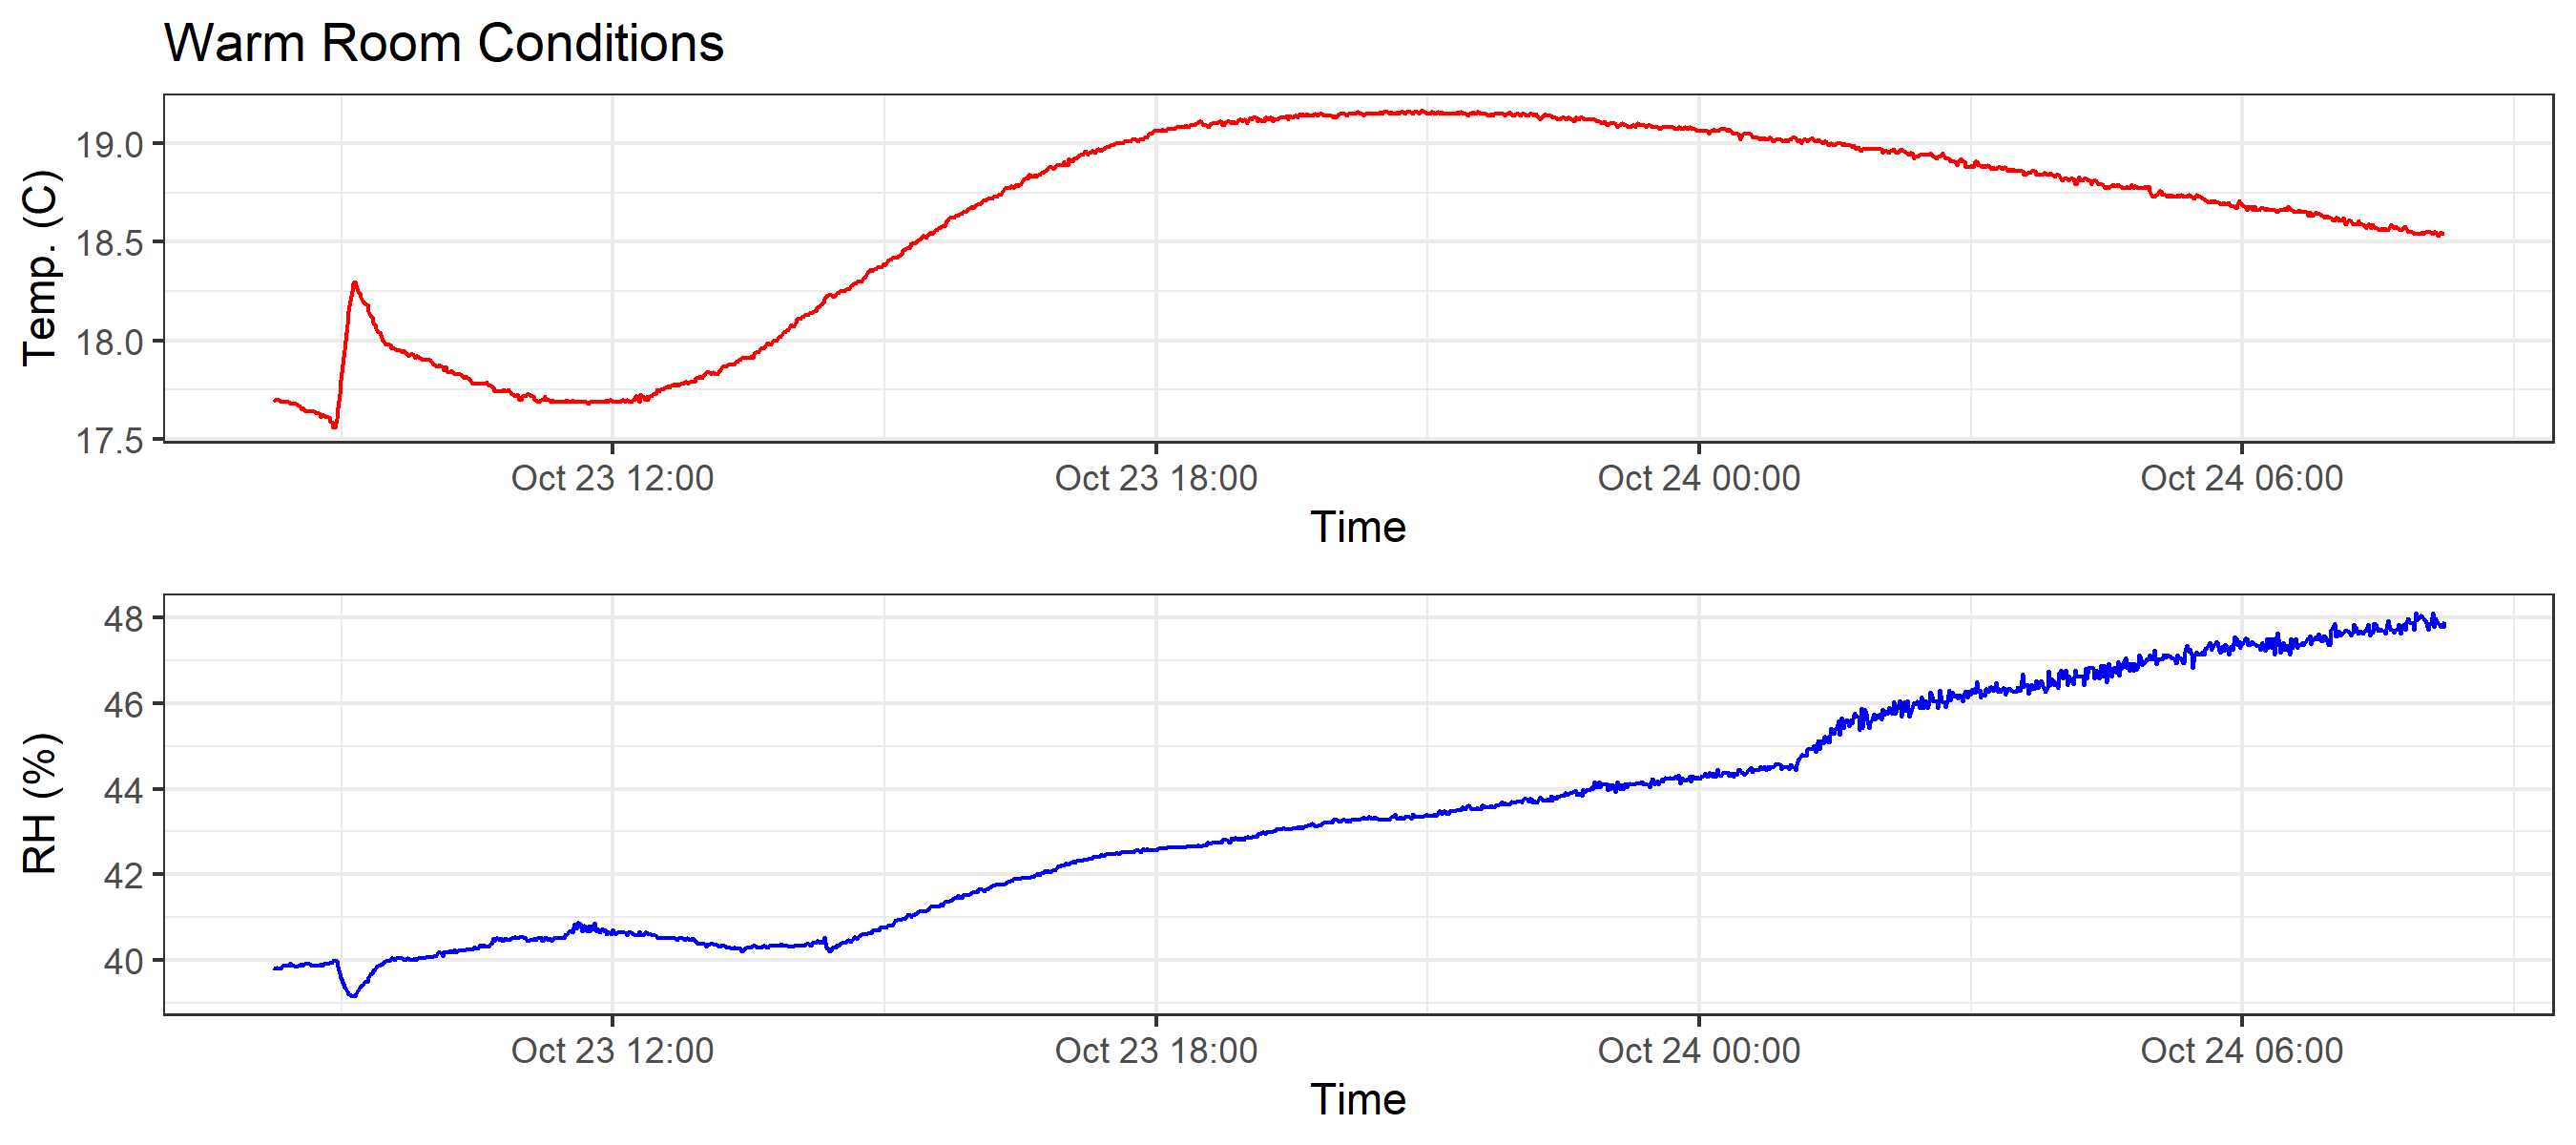 Warm Room Conditions
Temp. (C)
19.0
18.5
18.0
17.5
Oct 23 12:00 Oct 23 18:00 Oct 24 00:00 Oct 24 06:00
Time
RH (%)
48
46
44
42
40
Oct 23 12:00 Oct 23 18:00 Oct 24 00:00 Oct 24 06:00
Time